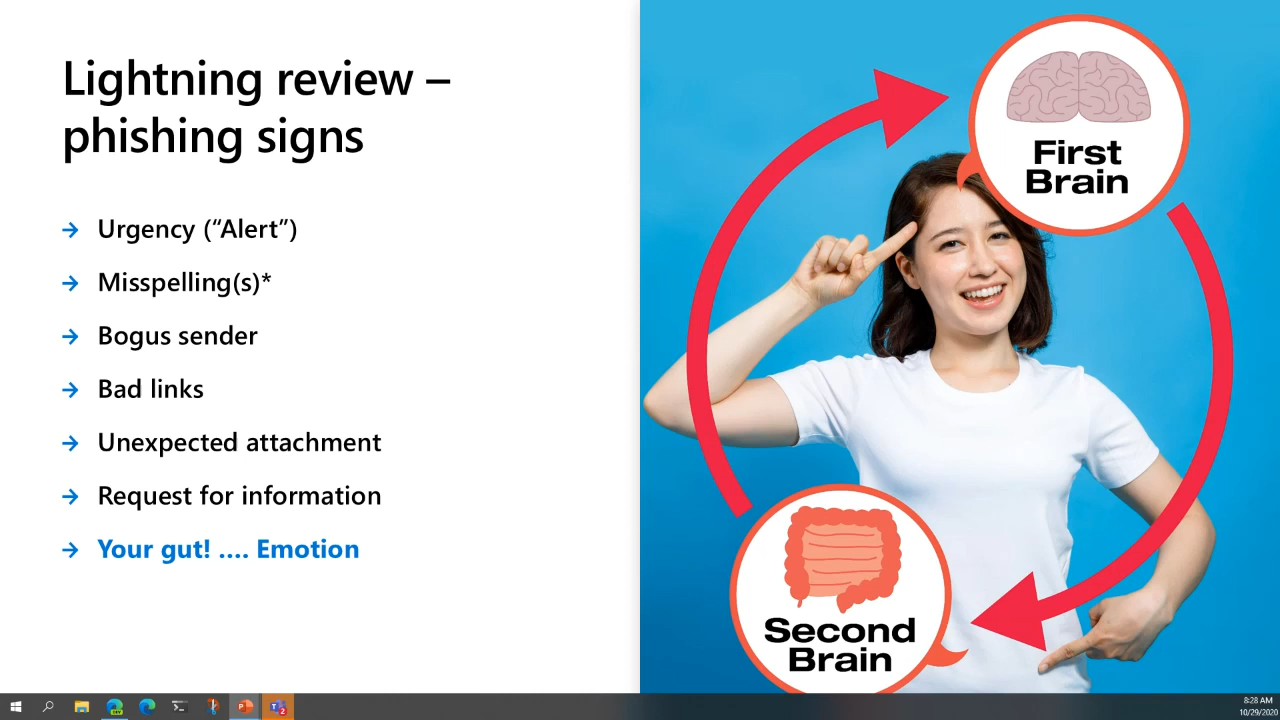 Lightning review –
phishing signs
→ Urgency (“Alert”)
→ Misspelling(s)*
→ Bogus sender
→ Bad links
→ Unexpected attachment
→ Request for information
→ Your gut! .... Emotion
First
Brain
Second
Brain
8:28 AM
10/29/2020